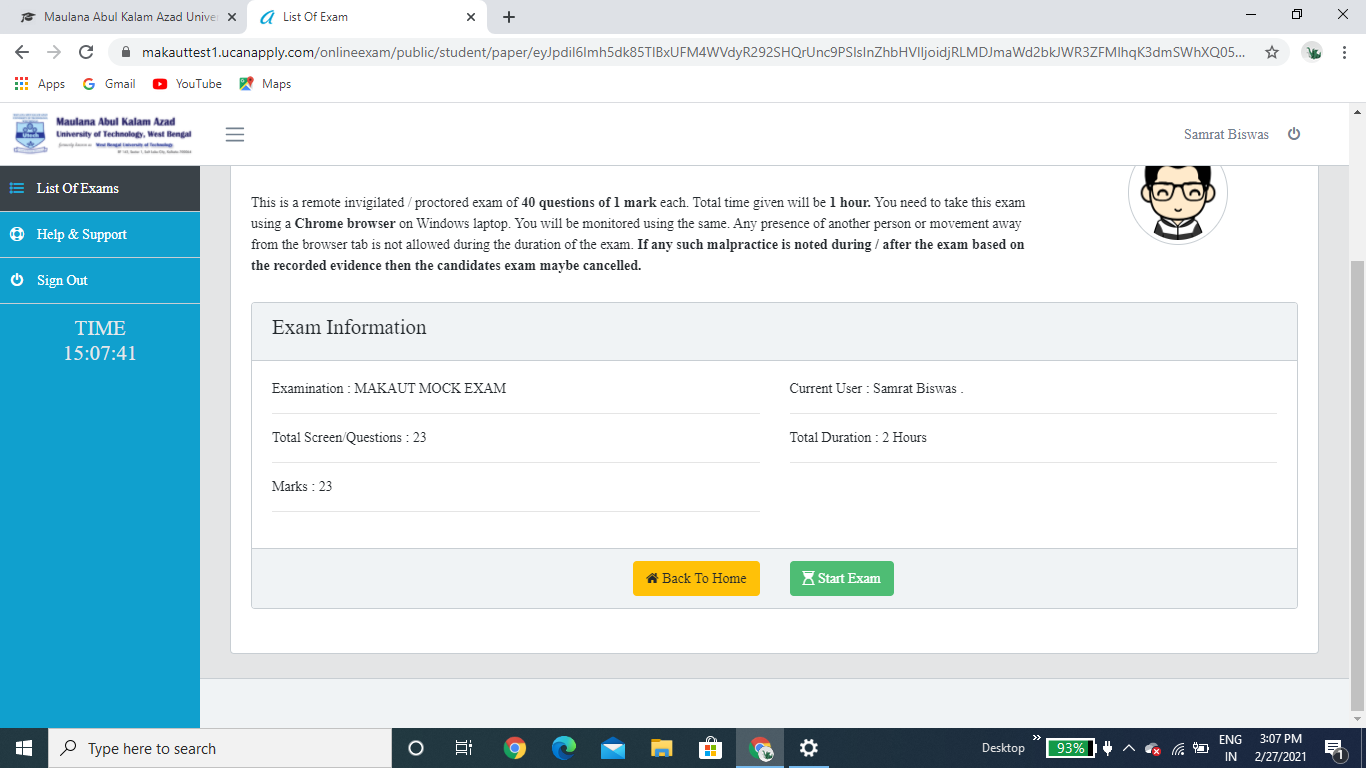 Maulana Abul Kalam Azad Univer
List Of Exam
makauttest1.ucanapply.com/onlineexam/public/student/paper/
Apps
Gmail
YouTube
Maps
Maulana Abul Kalam Azad
University of Technology, West Bengal
Samrat Biswas
List Of Exams
Help & Support
Sign Out
TIME
15:07:41
This is a remote invigilated / proctored exam of 40 questions of 1 mark each. Total time given will be 1 hour. You need to take this exam
using a Chrome browser on Windows laptop. You will be monitored using the same. Any presence of another person or movement away
from the browser tab is not allowed during the duration of the exam. If any such malpractice is noted during / after the exam based on
the recorded evidence then the candidates exam maybe cancelled.
Exam Information
Examination : MAKAUT MOCK EXAM
Current User : Samrat Biswas .
Total Screen/Questions : 23
Total Duration : 2 Hours
Marks : 23
Back To Home
Start Exam
Type here to search
Desktop
93%
ENG
IN
3:07 PM
2/27/2021
1